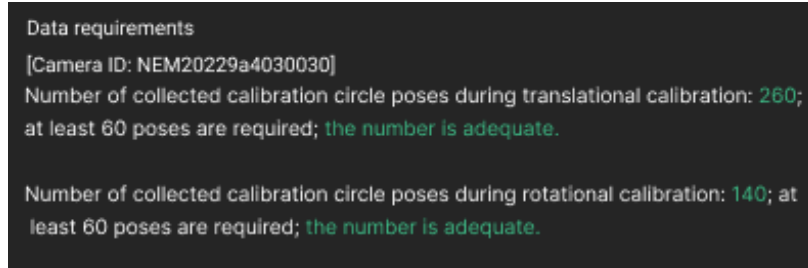 Data requirements
[Camera ID: NEM20229a4030030]
Number of collected calibration circle poses during translational calibration: 260;
at least 60 poses are required; the number is adequate.
Number of collected calibration circle poses during rotational calibration: 140; at
least 60 poses are required; the number is adequate.